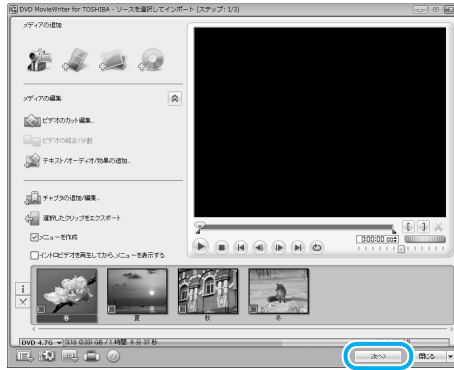 DVD MovieWriter for TOSHIBA - ソースを選択してインポート (ステップ: 1/3)
メディアの追加
メディアの編集
ビデオのカット編集...
ビデオの結合/分割
テキスト/オーディオ/効果の追加...
チャプタの追加/編集...
選択したクリップをエクスポート
メニューを作成
イントロビデオを再生してから、メニューを表示する
0:00:00.00
春
夏
秋
冬
DVD 4.7G
次へ>
閉じる